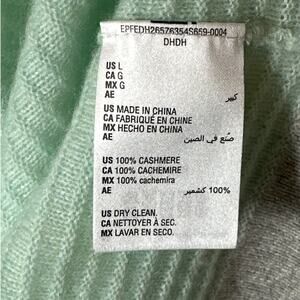 EPFEDH26576354S659-0004
DHDH
US L
CA G
MX G
AE كبير
US MADE IN CHINA
CA FABRIQUÉ EN CHINE
MX HECHO EN CHINA
AE صنع في الصين
US 100% CASHMERE
CA 100% CACHEMIRE
MX 100% cachemira
AE 100% كشمير
US DRY CLEAN.
CA NETTOYER À SEC.
MX LAVAR EN SECO.